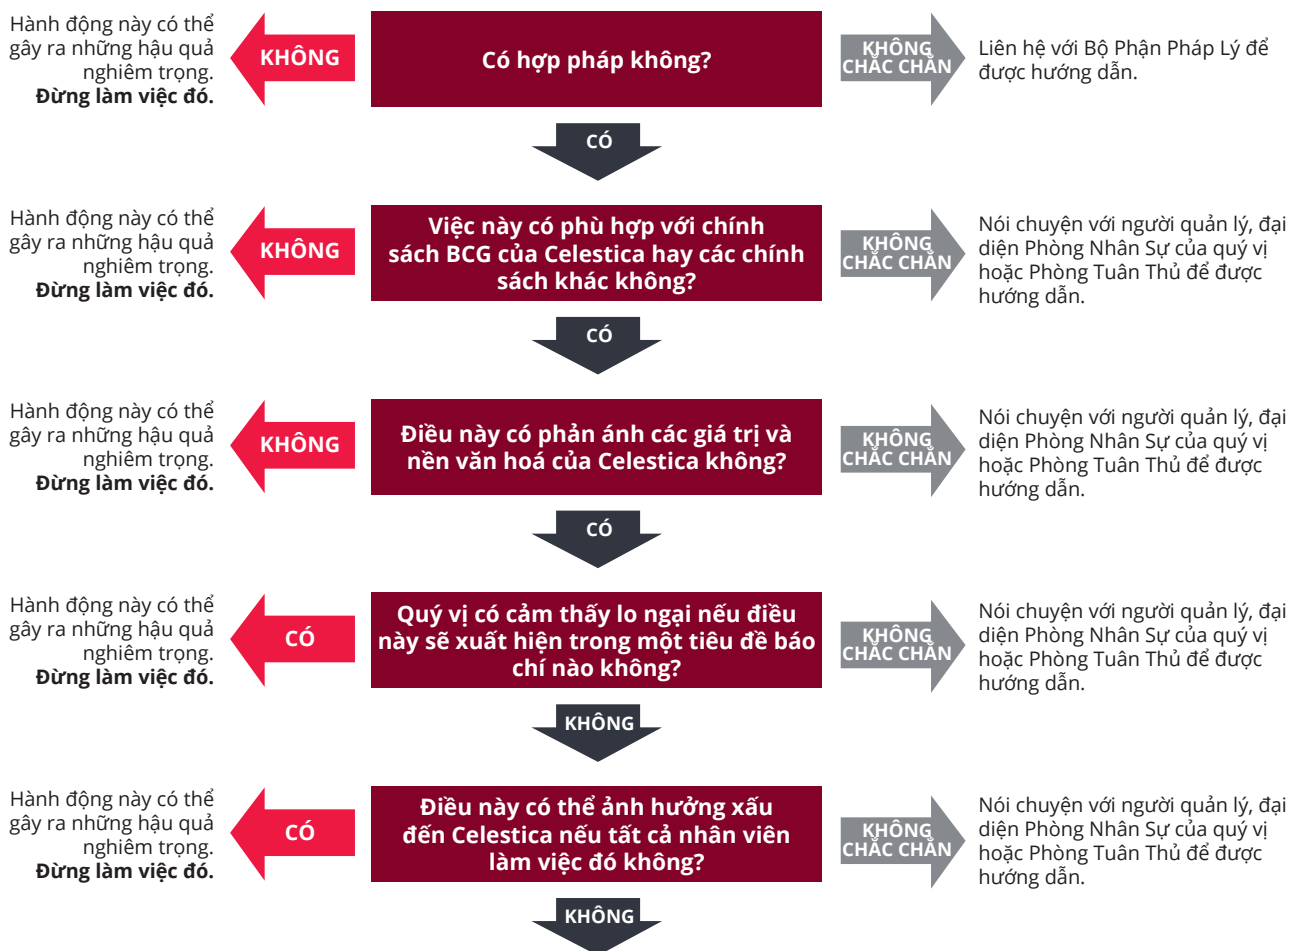 Hành động này có thể
gây ra những hậu quả
nghiêm trọng.
Đừng làm việc đó.
KHÔNG
Có hợp pháp không?
KHÔNG
CHẮC CHẮN
Liên hệ với Bộ Phận Pháp Lý để
được hướng dẫn.
CÓ
Hành động này có thể
gây ra những hậu quả
nghiêm trọng.
Đừng làm việc đó.
KHÔNG
Việc này có phù hợp với chính
sách BCG của Celestica hay các chính
sách khác không?
KHÔNG
CHẮC CHẮN
Nói chuyện với người quản lý, đại
diện Phòng Nhân Sự của quý vị
hoặc Phòng Tuân Thủ để được
hướng dẫn.
CÓ
Hành động này có thể
gây ra những hậu quả
nghiêm trọng.
Đừng làm việc đó.
KHÔNG
Điều này có phản ánh các giá trị và
nền văn hoá của Celestica không?
KHÔNG
CHẮC CHẮN
Nói chuyện với người quản lý, đại
diện Phòng Nhân Sự của quý vị
hoặc Phòng Tuân Thủ để được
hướng dẫn.
CÓ
Hành động này có thể
gây ra những hậu quả
nghiêm trọng.
Đừng làm việc đó.
CÓ
Quý vị có cảm thấy lo ngại nếu điều
này sẽ xuất hiện trong một tiêu đề báo
chí nào không?
KHÔNG
CHẮC CHẮN
Nói chuyện với người quản lý, đại
diện Phòng Nhân Sự của quý vị
hoặc Phòng Tuân Thủ để được
hướng dẫn.
KHÔNG
Hành động này có thể
gây ra những hậu quả
nghiêm trọng.
Đừng làm việc đó.
CÓ
Điều này có thể ảnh hưởng xấu
đến Celestica nếu tất cả nhân viên
làm việc đó không?
KHÔNG
CHẮC CHẮN
Nói chuyện với người quản lý, đại
diện Phòng Nhân Sự của quý vị
hoặc Phòng Tuân Thủ để được
hướng dẫn.
KHÔNG